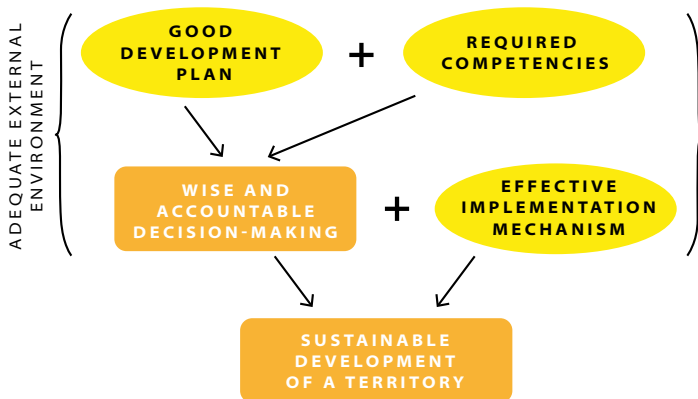 ADEQUATE EXTERNAL
ENVIRONMENT
GOOD
DEVELOPMENT
PLAN
+
REQUIRED
COMPETENCIES
WISE AND
ACCOUNTABLE
DECISION-MAKING
+
EFFECTIVE
IMPLEMENTATION
MECHANISM
SUSTAINABLE
DEVELOPMENT
OF A TERRITORY